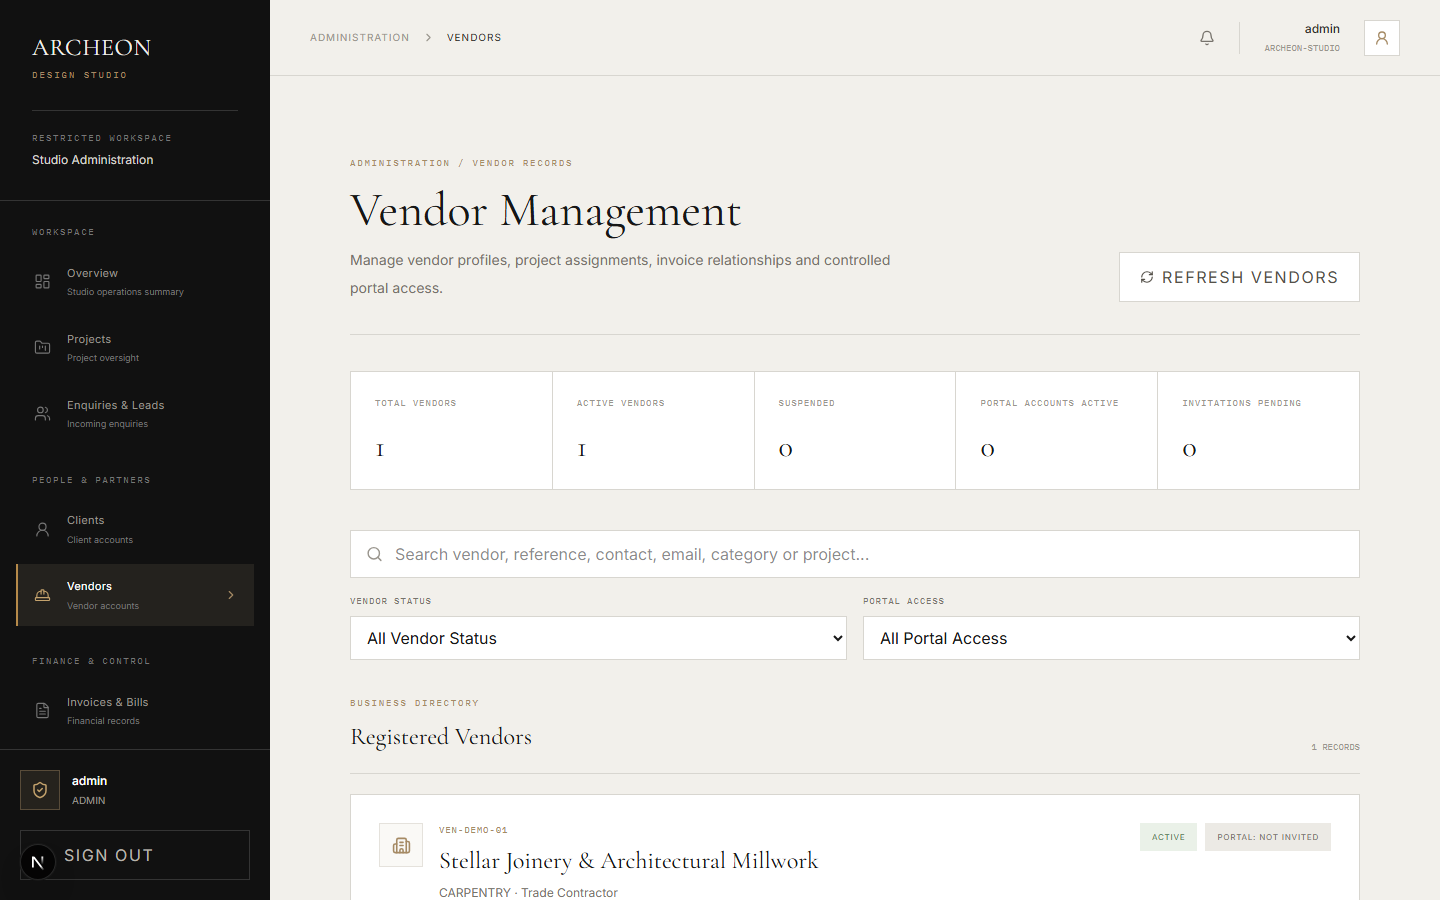 ARCHEON
DESIGN STUDIO
RESTRICTED WORKSPACE
Studio Administration
WORKSPACE
Overview
Studio operations summary
Projects
Project oversight
Enquiries & Leads
Incoming enquiries
PEOPLE & PARTNERS
Clients
Client accounts
Vendors
Vendor accounts
FINANCE & CONTROL
Invoices & Bills
Financial records
admin
ADMIN
N
SIGN OUT
ADMINISTRATION
VENDORS
admin
ARCHEON-STUDIO
ADMINISTRATION / VENDOR RECORDS
Vendor Management
Manage vendor profiles, project assignments, invoice relationships and controlled
portal access.
REFRESH VENDORS
TOTAL VENDORS
1
ACTIVE VENDORS
1
SUSPENDED
0
PORTAL ACCOUNTS ACTIVE
0
INVITATIONS PENDING
0
Search vendor, reference, contact, email, category or project...
VENDOR STATUS
All Vendor Status
PORTAL ACCESS
All Portal Access
BUSINESS DIRECTORY
Registered Vendors
1 RECORDS
VEN-DEMO-01
Stellar Joinery & Architectural Millwork
CARPENTRY · Trade Contractor
ACTIVE
PORTAL: NOT INVITED